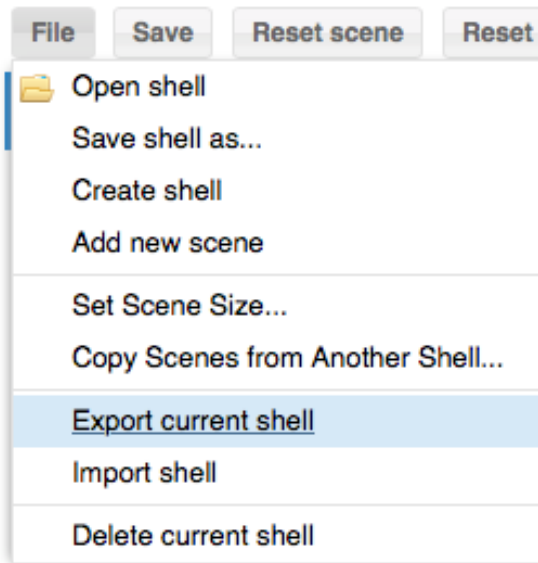 File Save Reset scene Reset
Open shell
Save shell as...
Create shell
Add new scene
Set Scene Size...
Copy Scenes from Another Shell...
Export current shell
Import shell
Delete current shell